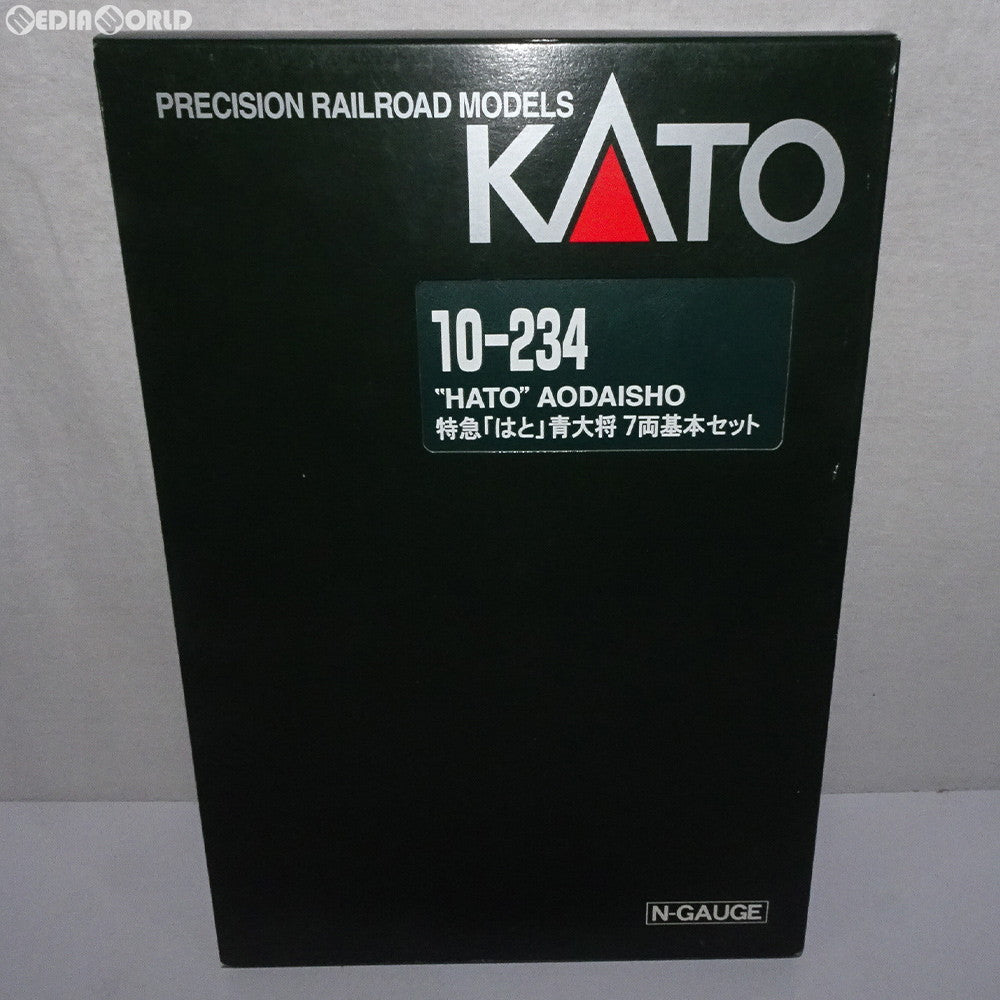 MEDIAWORLD
PRECISION RAILROAD MODELS
KATO
10-234
"HATO" AODAISHO
特急「はと」青大将 7両基本セット
N-GAUGE